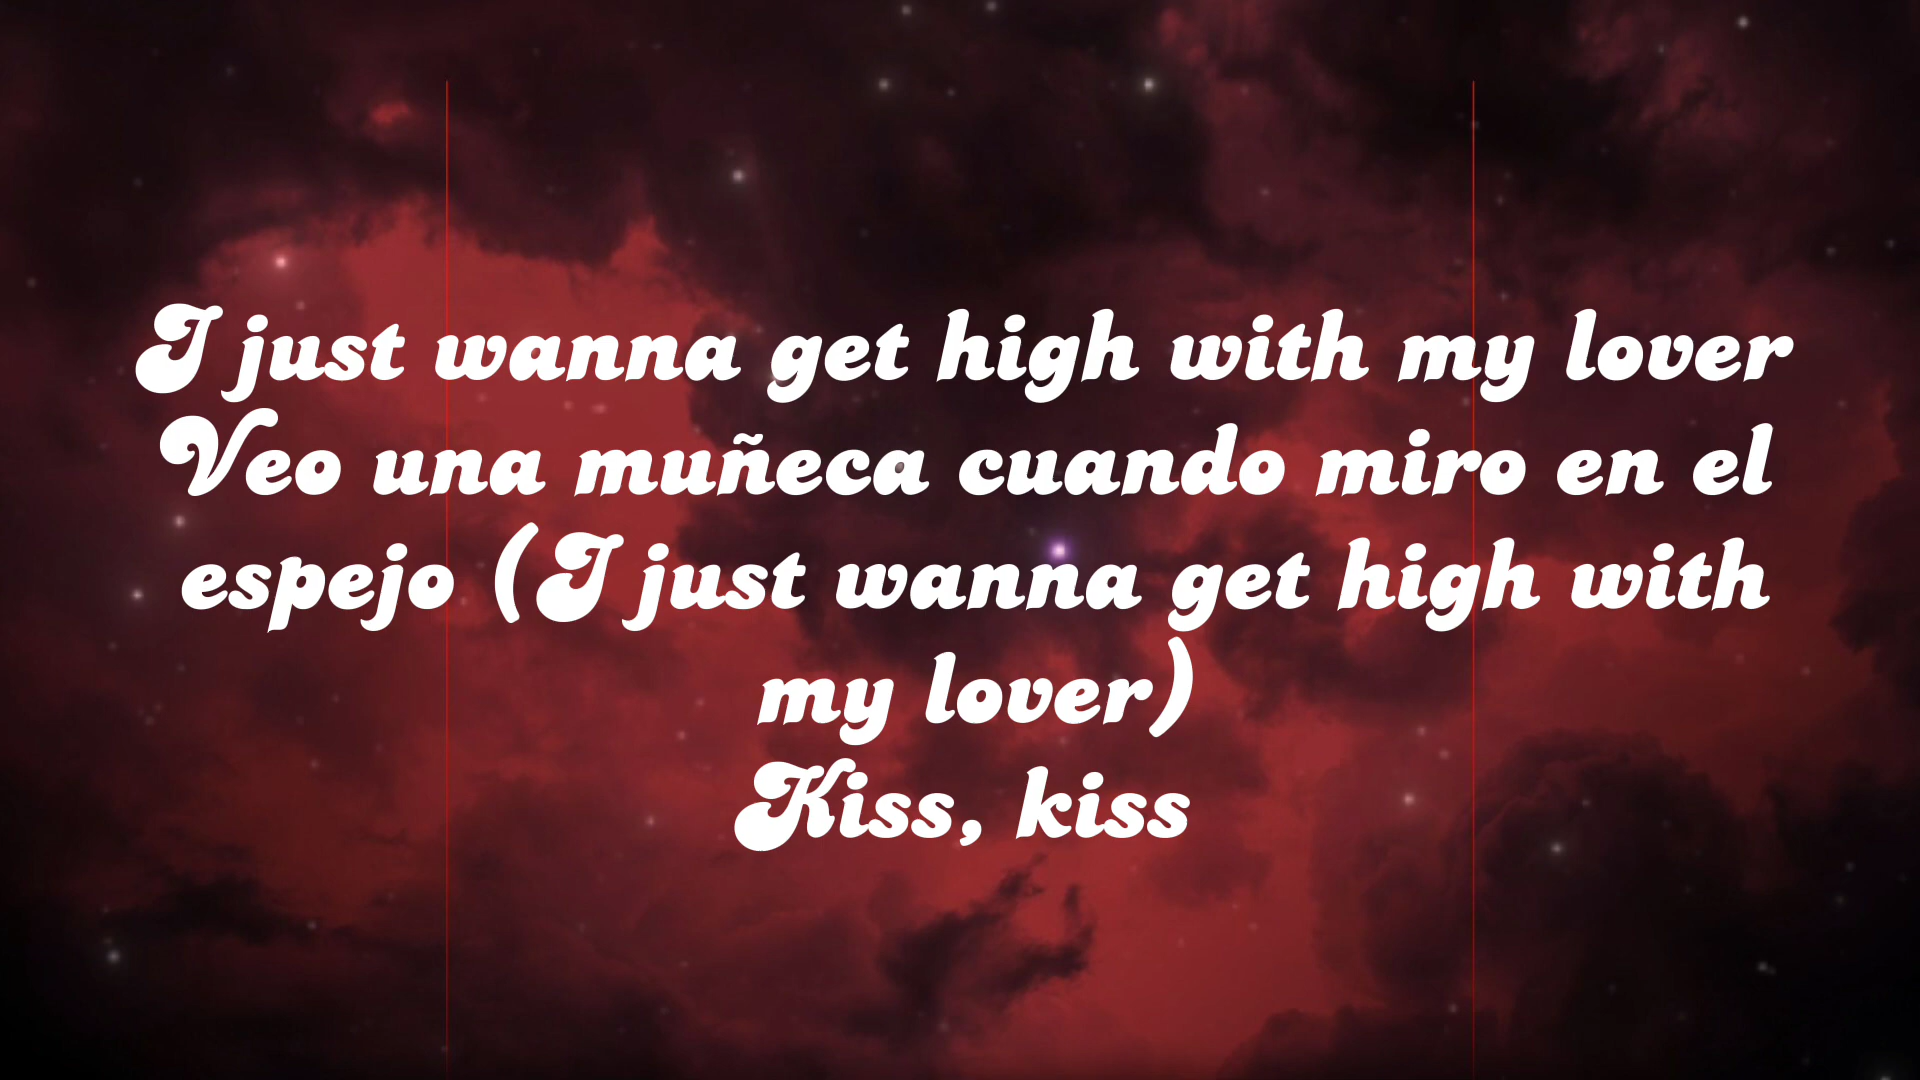 I just wanna get high with my lover
Veo una muñeca cuando miro en el
espejo (I just wanna get high with
my lover)
Kiss, kiss